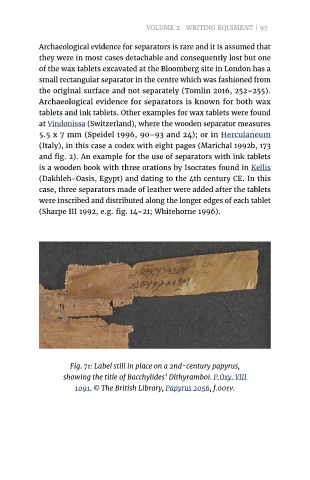 VOLUME 2: WRITING EQUIMENT | 97
Archaeological evidence for separators is rare and it is assumed that
they were in most cases detachable and consequently lost but one
of the wax tablets excavated at the Bloomberg site in London has a
small rectangular separator in the centre which was fashioned from
the original surface and not separately (Tomlin 2016, 252–255).
Archaeological evidence for separators is known for both wax
tablets and ink tablets. Other examples for wax tablets were found
at Vindonissa (Switzerland), where the wooden separator measures
5.5 x 7 mm (Speidel 1996, 90–93 and 24); or in Herculaneum
(Italy), in this case a codex with eight pages (Marichal 1992b, 173
and fig. 2). An example for the use of separators with ink tablets
is a wooden book with three orations by Isocrates found in Kellis
(Dakhleh-Oasis, Egypt) and dating to the 4th century CE. In this
case, three separators made of leather were added after the tablets
were inscribed and distributed along the longer edges of each tablet
(Sharpe III 1992, e.g. fig. 14–21; Whitehorne 1996).
Fig. 71: Label still in place on a 2nd-century papyrus,
showing the title of Bacchylides' Dithyramboi. P.Oxy. VIII
1091. © The British Library, Papyrus 2056, f.001v.